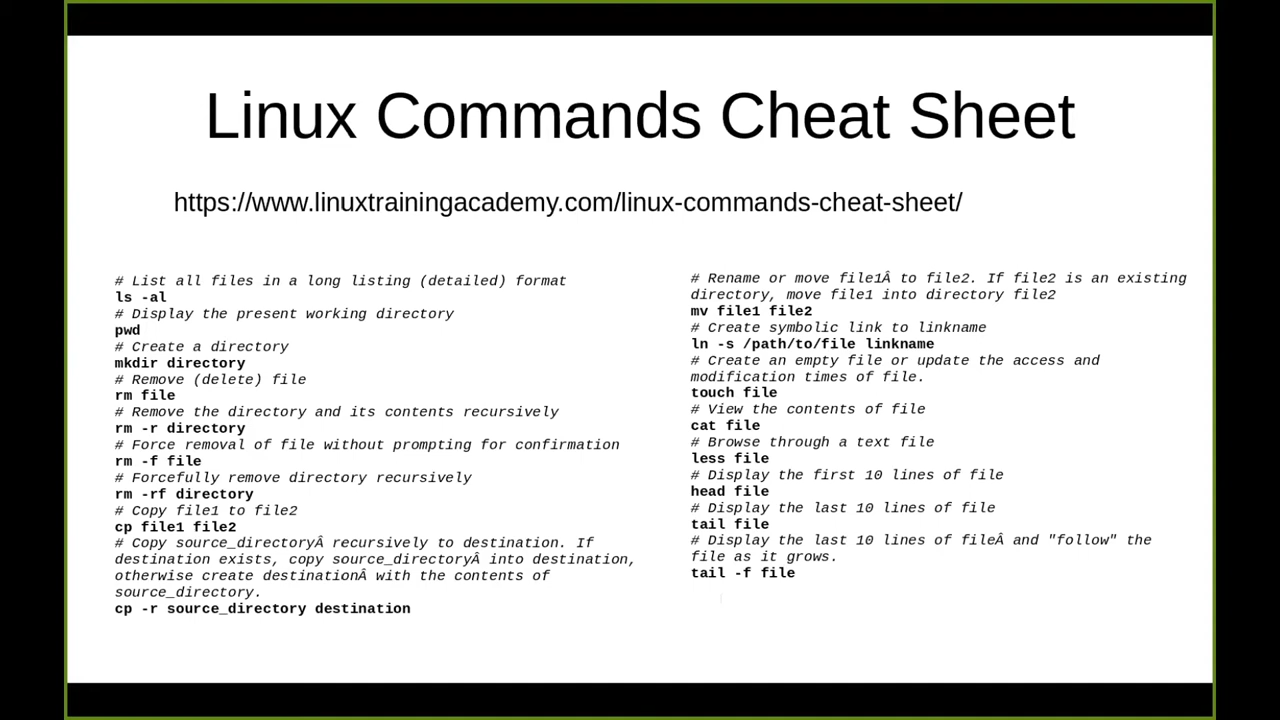 Linux Commands Cheat Sheet
https://www.linuxtrainingacademy.com/linux-commands-cheat-sheet/
# List all files in a long listing (detailed) format
ls -al
# Display the present working directory
pwd
# Create a directory
mkdir directory
# Remove (delete) file
rm file
# Remove the directory and its contents recursively
rm -r directory
# Force removal of file without prompting for confirmation
rm -f file
# Forcefully remove directory recursively
rm -rf directory
# Copy file1 to file2
cp file1 file2
# Copy source_directoryÂ recursively to destination. If
destination exists, copy source_directoryÂ into destination,
otherwise create destinationÂ with the contents of
source_directory.
cp -r source_directory destination
# Rename or move file1Â to file2. If file2 is an existing
directory, move file1 into directory file2
mv file1 file2
# Create symbolic link to linkname
ln -s /path/to/file linkname
# Create an empty file or update the access and
modification times of file.
touch file
# View the contents of file
cat file
# Browse through a text file
less file
# Display the first 10 lines of file
head file
# Display the last 10 lines of file
tail file
# Display the last 10 lines of fileÂ and "follow" the
file as it grows.
tail -f file